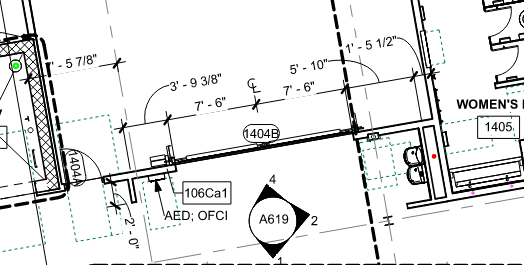 ' - 5 7/8"
3' - 9 3/8"
7' - 6"
℄
5' - 10"
7' - 6"
1' - 5 1/2"
WOMEN'S
1405
1404B
1404A
106Ca1
AED; OFCI
2' - 0"
4
A619
2
1